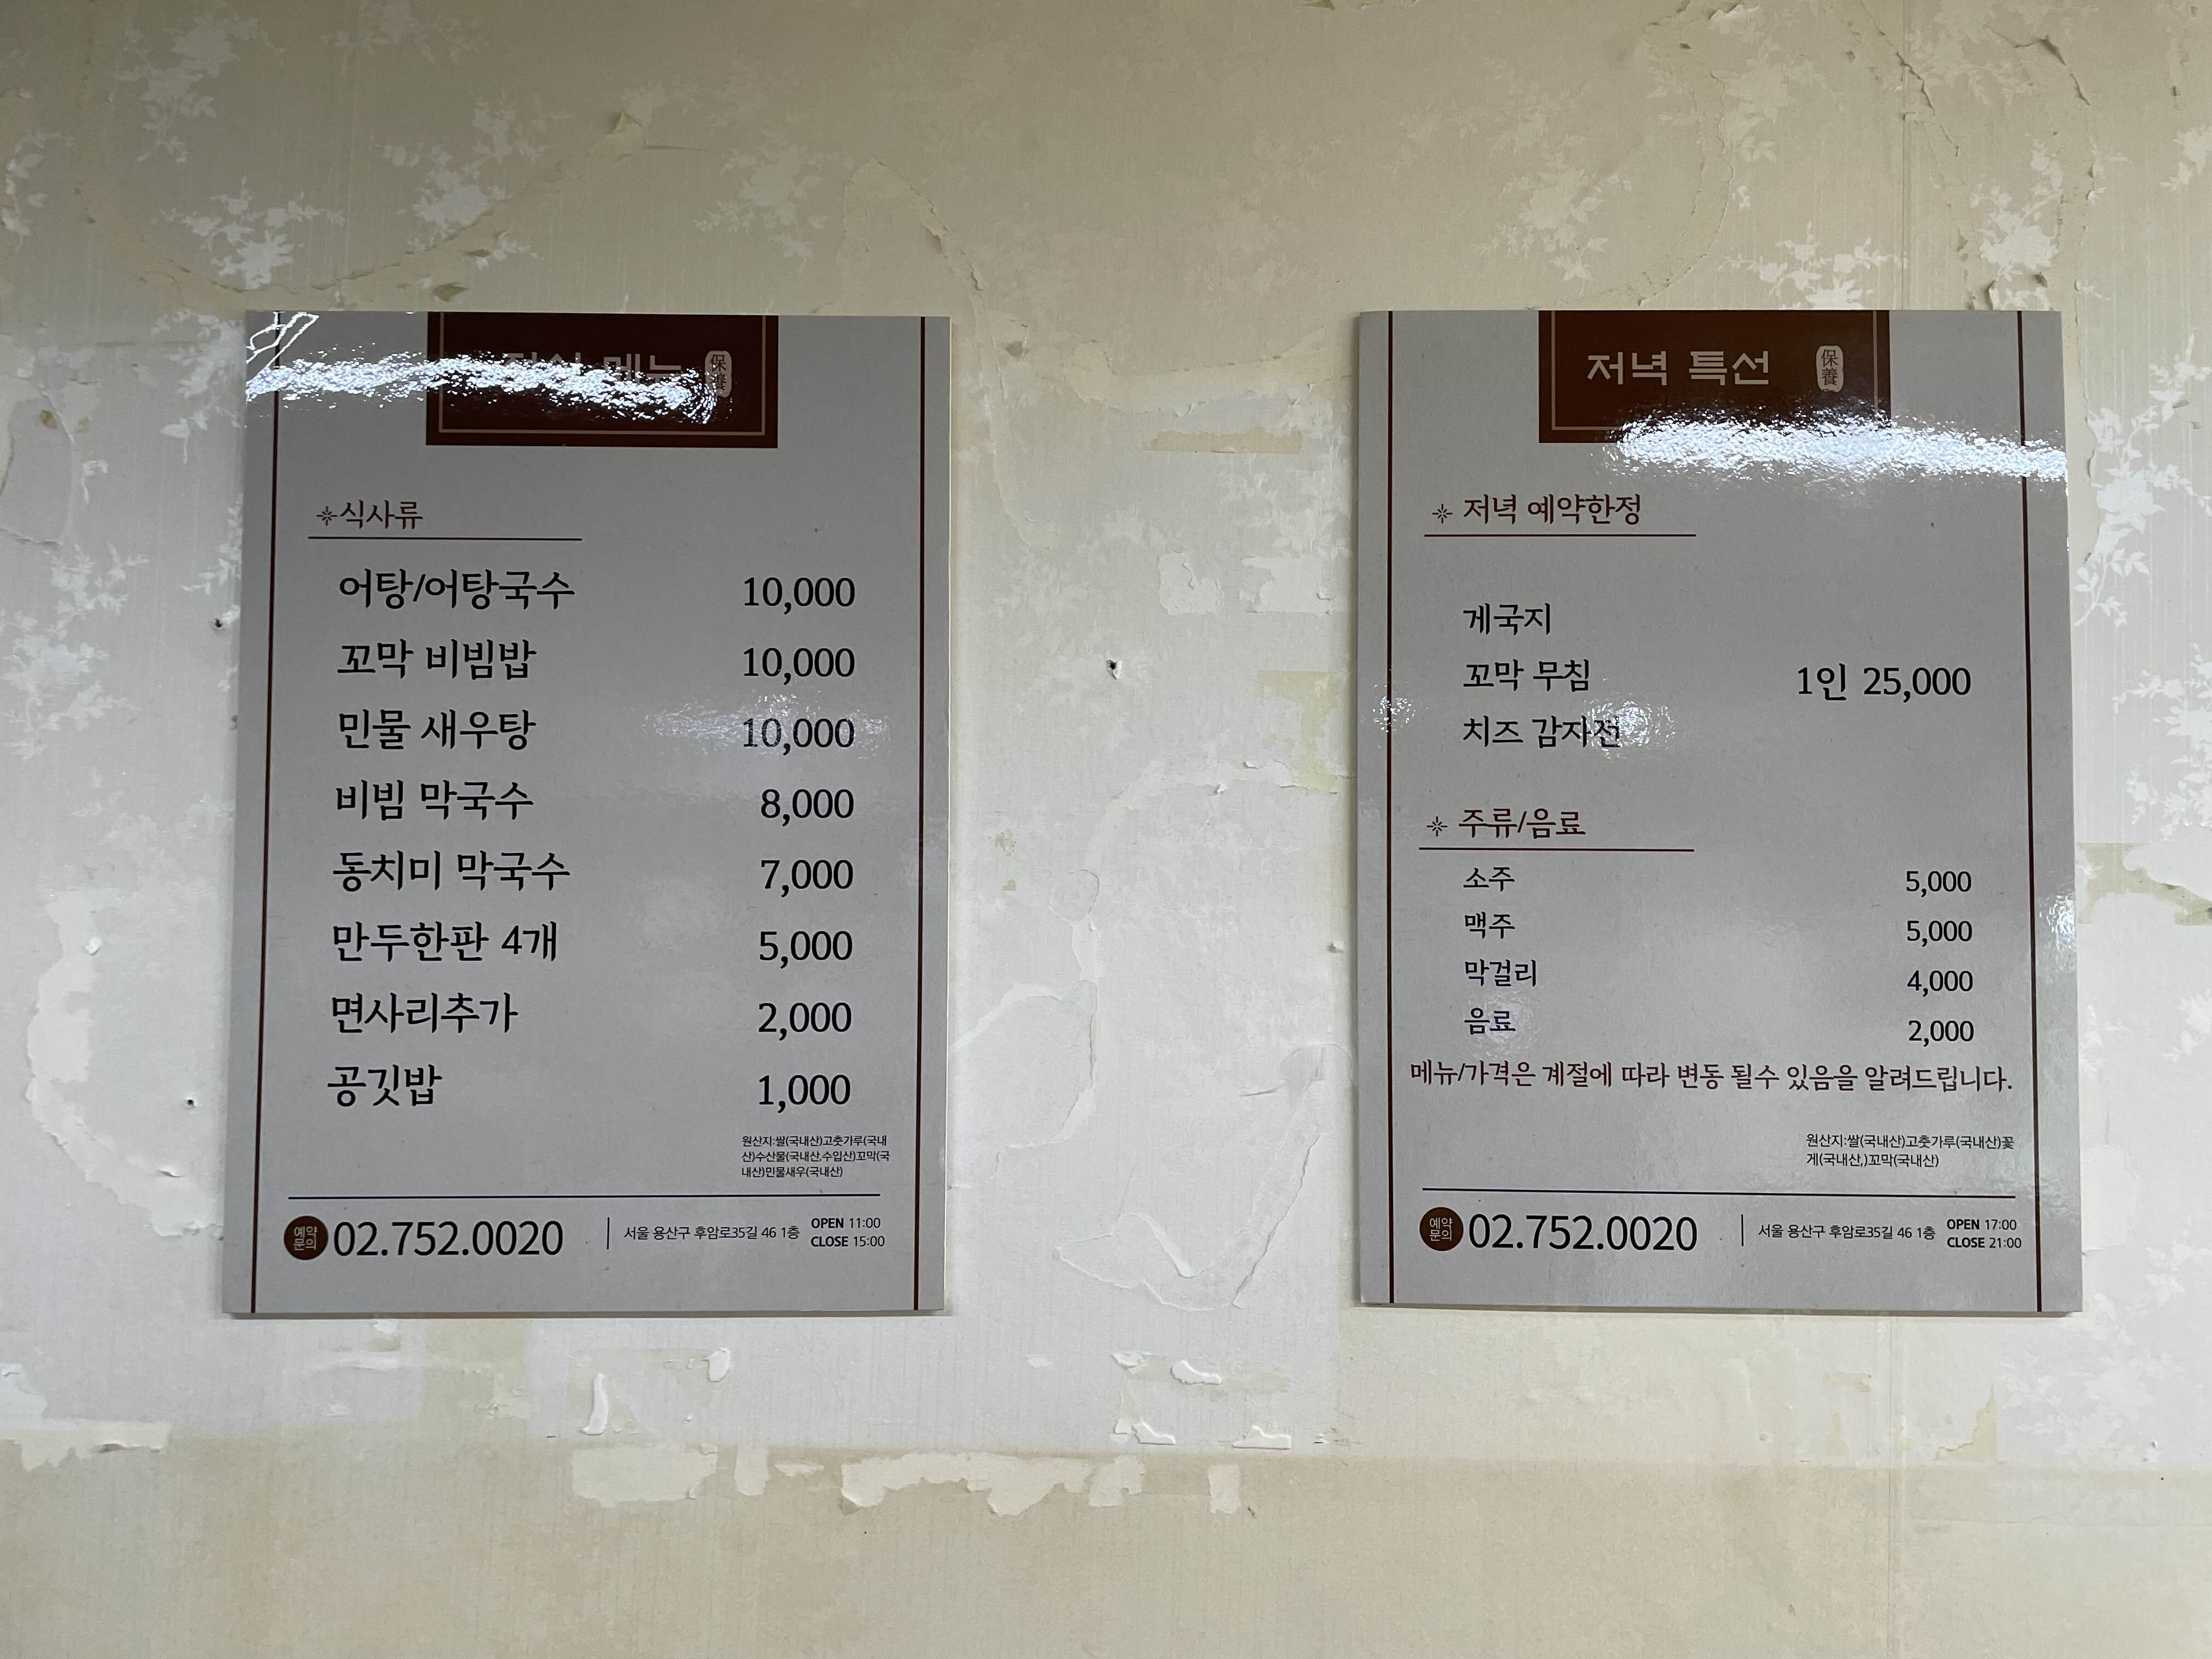 메뉴
保
養
*식사류
어탕/어탕국수 10,000
꼬막 비빔밥 10,000
민물 새우탕 10,000
비빔 막국수 8,000
동치미 막국수 7,000
만두한판 4개 5,000
면사리추가 2,000
공깃밥 1,000
원산지:쌀(국내산)고춧가루(국내
산)수산물(국내산,수입산)꼬막(국
내산)민물새우(국내산)
예약
문의
02.752.0020
서울 용산구 후암로35길 46 1층
OPEN 11:00
CLOSE 15:00
저녁 특선
保
養
* 저녁 예약한정
게국지
꼬막 무침 1인 25,000
치즈 감자전
* 주류/음료
소주 5,000
맥주 5,000
막걸리 4,000
음료 2,000
메뉴/가격은 계절에 따라 변동 될수 있음을 알려드립니다.
원산지:쌀(국내산)고춧가루(국내산)꽃
게(국내산,)꼬막(국내산)
예약
문의
02.752.0020
서울 용산구 후암로35길 46 1층
OPEN 17:00
CLOSE 21:00